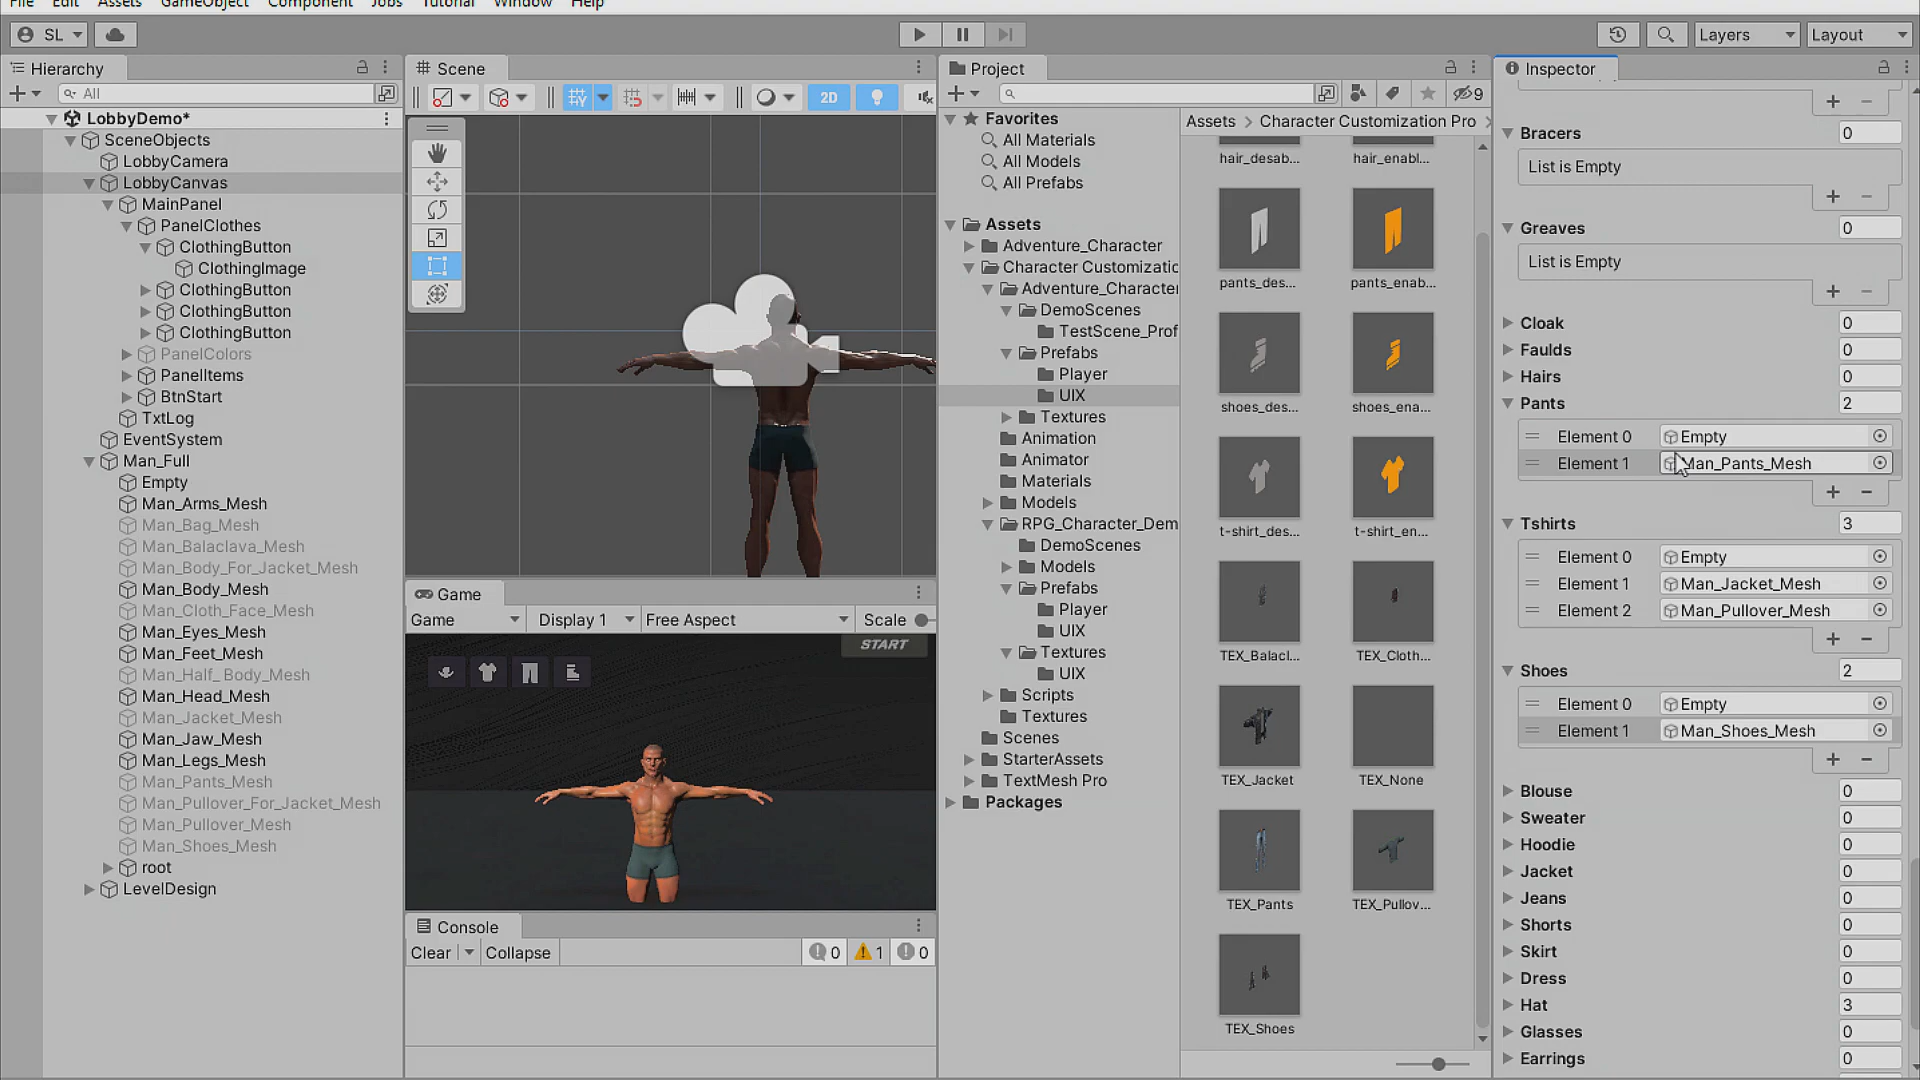 File Edit Assets GameObject Component Jobs Tutorial Window Help
SL
Layers
Layout
Hierarchy
All
LobbyDemo*
SceneObjects
LobbyCamera
LobbyCanvas
MainPanel
PanelClothes
ClothingButton
ClothingImage
ClothingButton
ClothingButton
ClothingButton
PanelColors
PanelItems
BtnStart
TxtLog
EventSystem
Man_Full
Empty
Man_Arms_Mesh
Man_Bag_Mesh
Man_Balaclava_Mesh
Man_Body_For_Jacket_Mesh
Man_Body_Mesh
Man_Cloth_Face_Mesh
Man_Eyes_Mesh
Man_Feet_Mesh
Man_Half_ Body_Mesh
Man_Head_Mesh
Man_Jacket_Mesh
Man_Jaw_Mesh
Man_Legs_Mesh
Man_Pants_Mesh
Man_Pullover_For_Jacket_Mesh
Man_Pullover_Mesh
Man_Shoes_Mesh
root
LevelDesign
Scene
2D
Game
Game
Display 1
Free Aspect
Scale
START
Console
Clear
Collapse
0
1
0
Project
9
Favorites
All Materials
All Models
All Prefabs
Assets
Adventure_Character
Character Customizatic
Adventure_Character
DemoScenes
TestScene_Prof
Prefabs
Player
UIX
Textures
Animation
Animator
Materials
Models
RPG_Character_Dem
DemoScenes
Models
Prefabs
Player
UIX
Textures
UIX
Scripts
Textures
Scenes
StarterAssets
TextMesh Pro
Packages
Assets > Character Customization Pro >
hair_desab...
hair_enabl...
pants_des...
pants_enab...
shoes_des...
shoes_ena...
t-shirt_des...
t-shirt_en...
TEX_Balacl...
TEX_Cloth...
TEX_Jacket
TEX_None
TEX_Pants
TEX_Pullov...
TEX_Shoes
Inspector
Bracers 0
List is Empty
Greaves 0
List is Empty
Cloak 0
Faulds 0
Hairs 0
Pants 2
Element 0 Empty
Element 1 Man_Pants_Mesh
Tshirts 3
Element 0 Empty
Element 1 Man_Jacket_Mesh
Element 2 Man_Pullover_Mesh
Shoes 2
Element 0 Empty
Element 1 Man_Shoes_Mesh
Blouse 0
Sweater 0
Hoodie 0
Jacket 0
Jeans 0
Shorts 0
Skirt 0
Dress 0
Hat 3
Glasses 0
Earrings 0